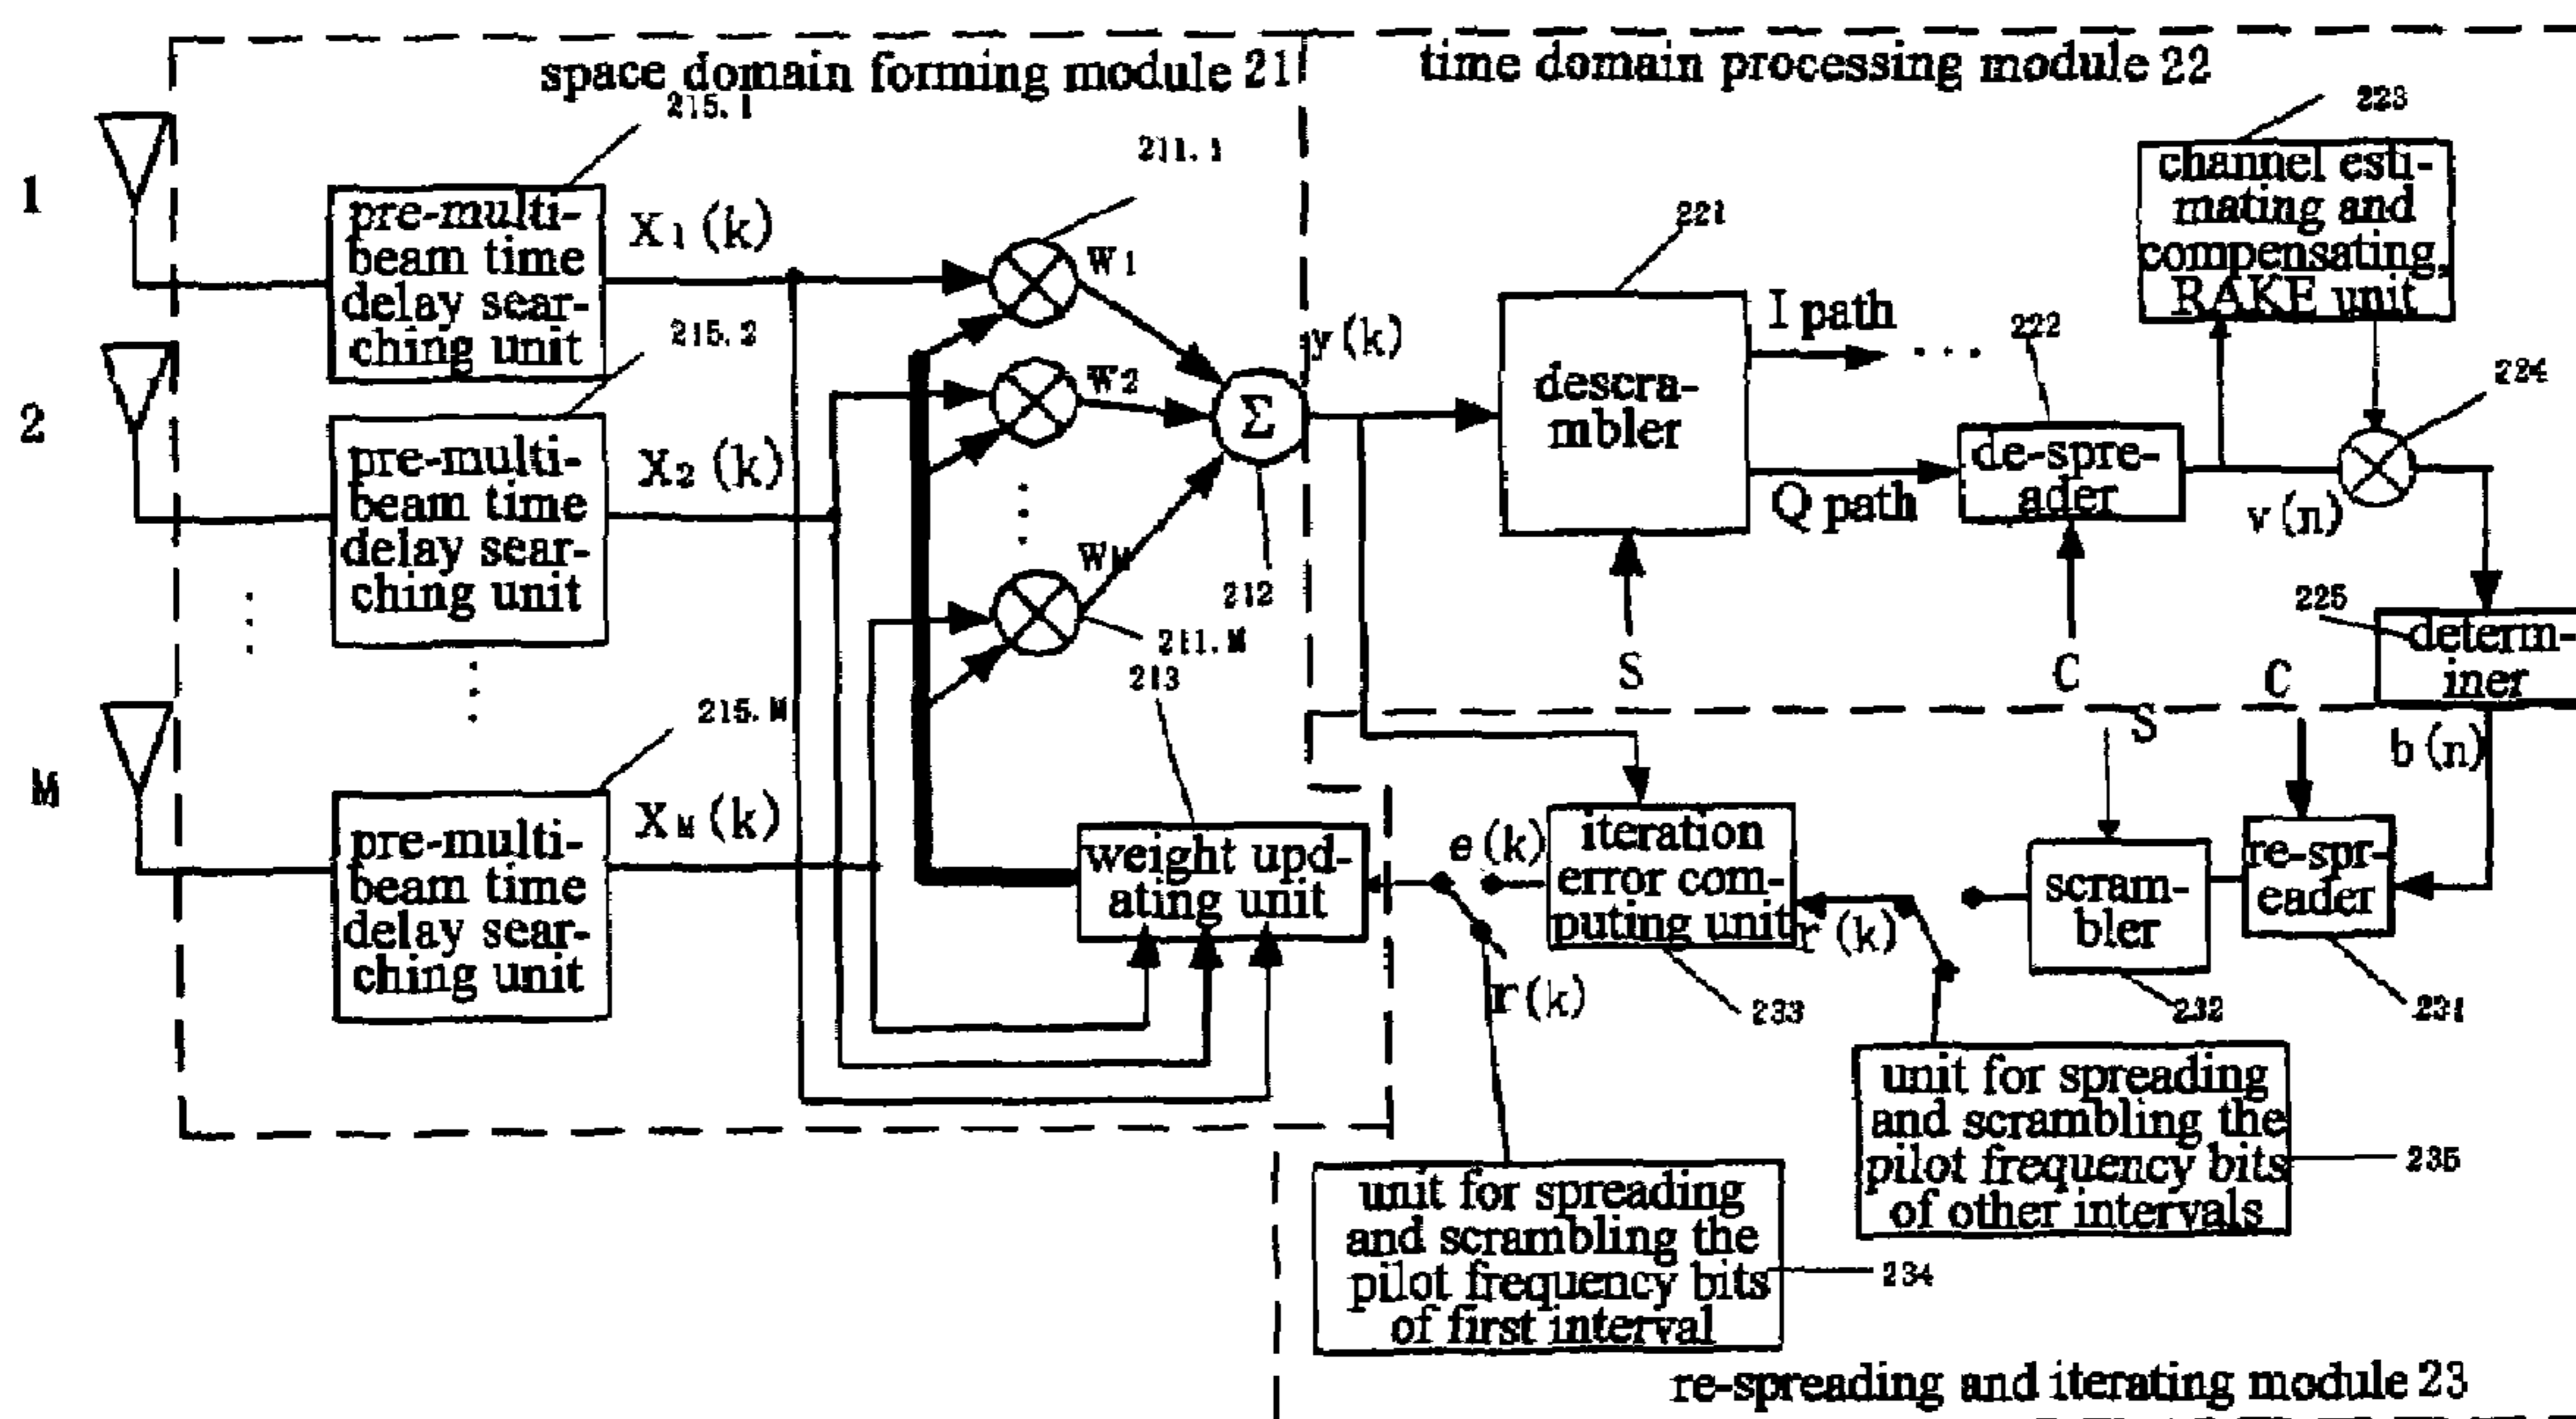 space domain forming module 21
time domain processing module 22
215.1
211.1
223
1
pre-multi-
beam time
delay sear-
ching unit
X1 (k)
W1
221
channel esti-
mating and
compensating,
RAKE unit
2
215.2
pre-multi-
beam time
delay sear-
ching unit
X2 (k)
W2
Σ
y(k)
descra-
mbler
I path
...
Q path
222
de-spre-
ader
v(n)
224
WM
212
211.M
213
S
C
225
determ-
iner
M
215.M
pre-multi-
beam time
delay sear-
ching unit
XM (k)
weight upd-
ating unit
e(k)
r(k)
iteration
error com-
puting unit
r(k)
233
S
scram-
bler
232
C
re-spr-
eader
231
b(n)
unit for spreading
and scrambling the
pilot frequency bits
of first interval
234
unit for spreading
and scrambling the
pilot frequency bits
of other intervals
235
re-spreading and iterating module 23